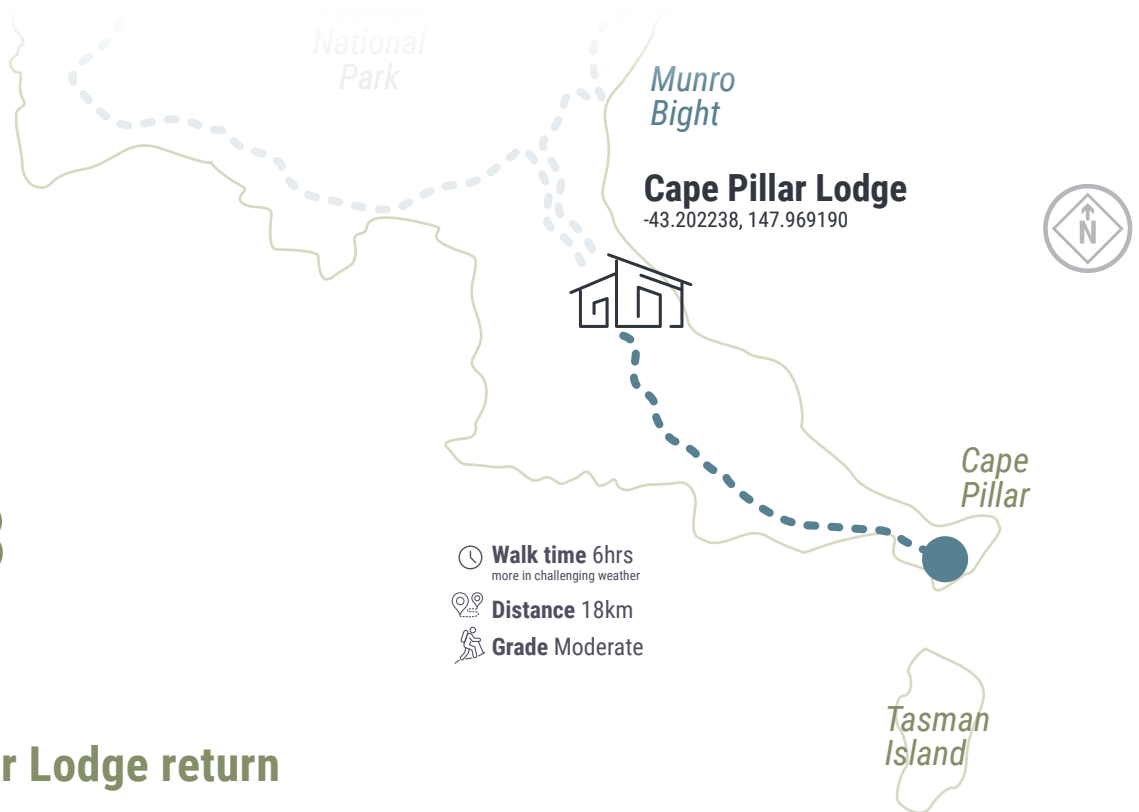 National
Park
Munro
Bight
Cape Pillar Lodge
-43.202238, 147.969190
N
Cape
Pillar
Walk time 6hrs
more in challenging weather
Distance 18km
Grade Moderate
Tasman
Island
r Lodge return